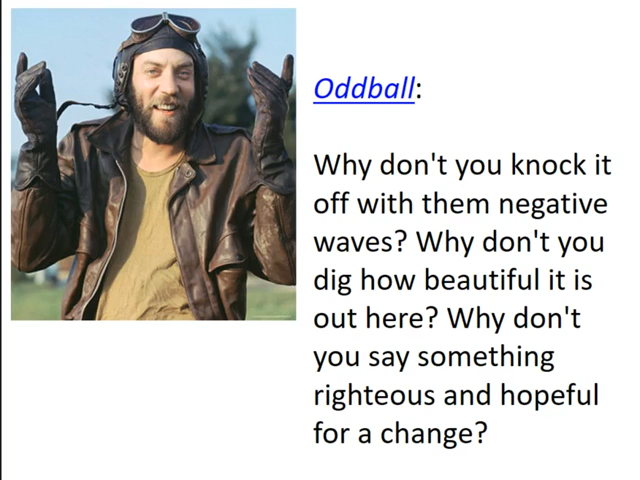 Oddball:
Why don't you knock it
off with them negative
waves? Why don't you
dig how beautiful it is
out here? Why don't
you say something
righteous and hopeful
for a change?